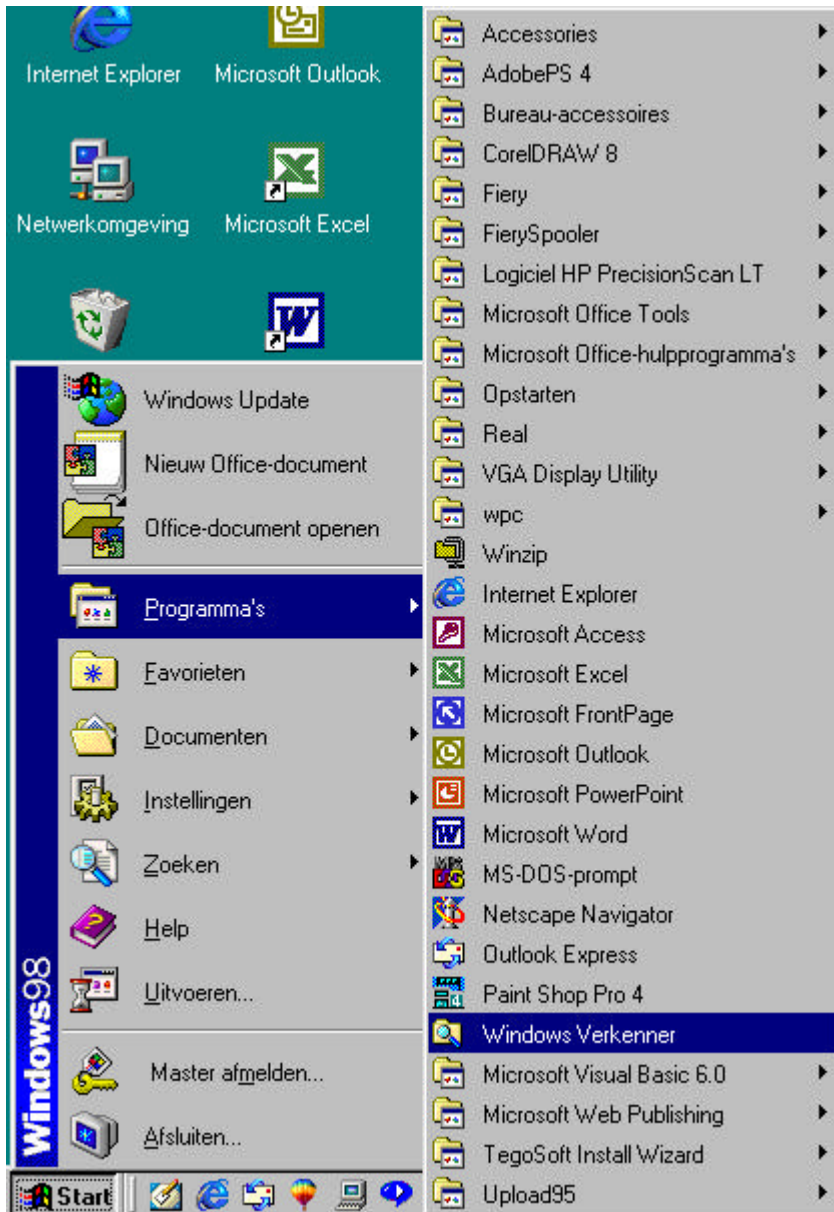 Internet Explorer
Microsoft Outlook
Netwerkomgeving
Microsoft Excel
Windows Update
Nieuw Office-document
Office-document openen
Programma's
Favorieten
Documenten
Instellingen
Zoeken
Help
Uitvoeren...
Master afmelden...
Afsluiten...
Windows98
Start
Accessories
AdobePS 4
Bureau-accessoires
CorelDRAW 8
Fiery
FierySpooler
Logiciel HP PrecisionScan LT
Microsoft Office Tools
Microsoft Office-hulpprogramma's
Opstarten
Real
VGA Display Utility
wpc
Winzip
Internet Explorer
Microsoft Access
Microsoft Excel
Microsoft FrontPage
Microsoft Outlook
Microsoft PowerPoint
Microsoft Word
MS-DOS-prompt
Netscape Navigator
Outlook Express
Paint Shop Pro 4
Windows Verkenner
Microsoft Visual Basic 6.0
Microsoft Web Publishing
TegoSoft Install Wizard
Upload95